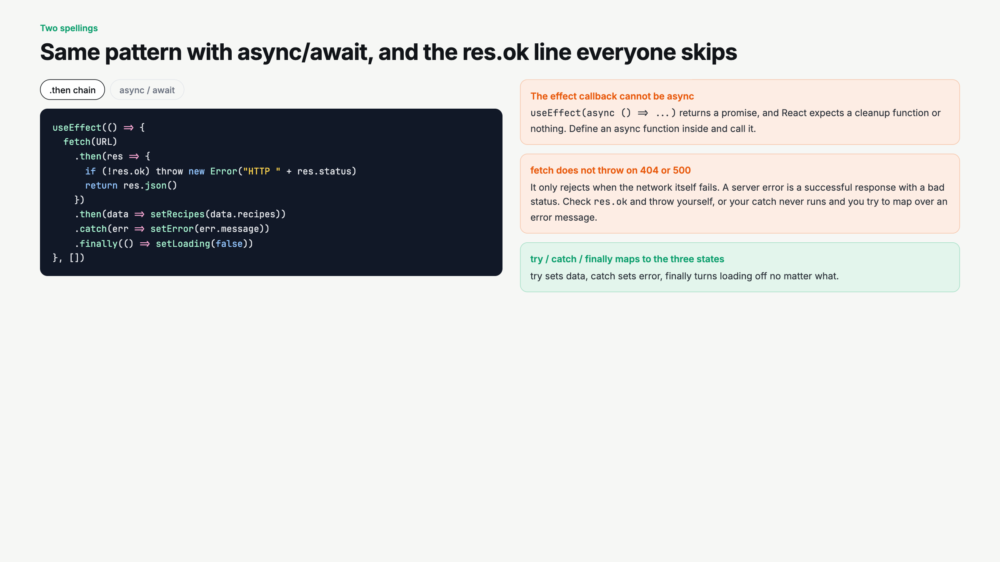 Two spellings
Same pattern with async/await, and the res.ok line everyone skips
.then chain
async / await
useEffect(() => {
  fetch(URL)
    .then(res => {
      if (!res.ok) throw new Error("HTTP " + res.status)
      return res.json()
    })
    .then(data => setRecipes(data.recipes))
    .catch(err => setError(err.message))
    .finally(() => setLoading(false))
}, [])
The effect callback cannot be async
useEffect(async () => ...) returns a promise, and React expects a cleanup function or
nothing. Define an async function inside and call it.
fetch does not throw on 404 or 500
It only rejects when the network itself fails. A server error is a successful response with a bad
status. Check res.ok and throw yourself, or your catch never runs and you try to map over an
error message.
try / catch / finally maps to the three states
try sets data, catch sets error, finally turns loading off no matter what.